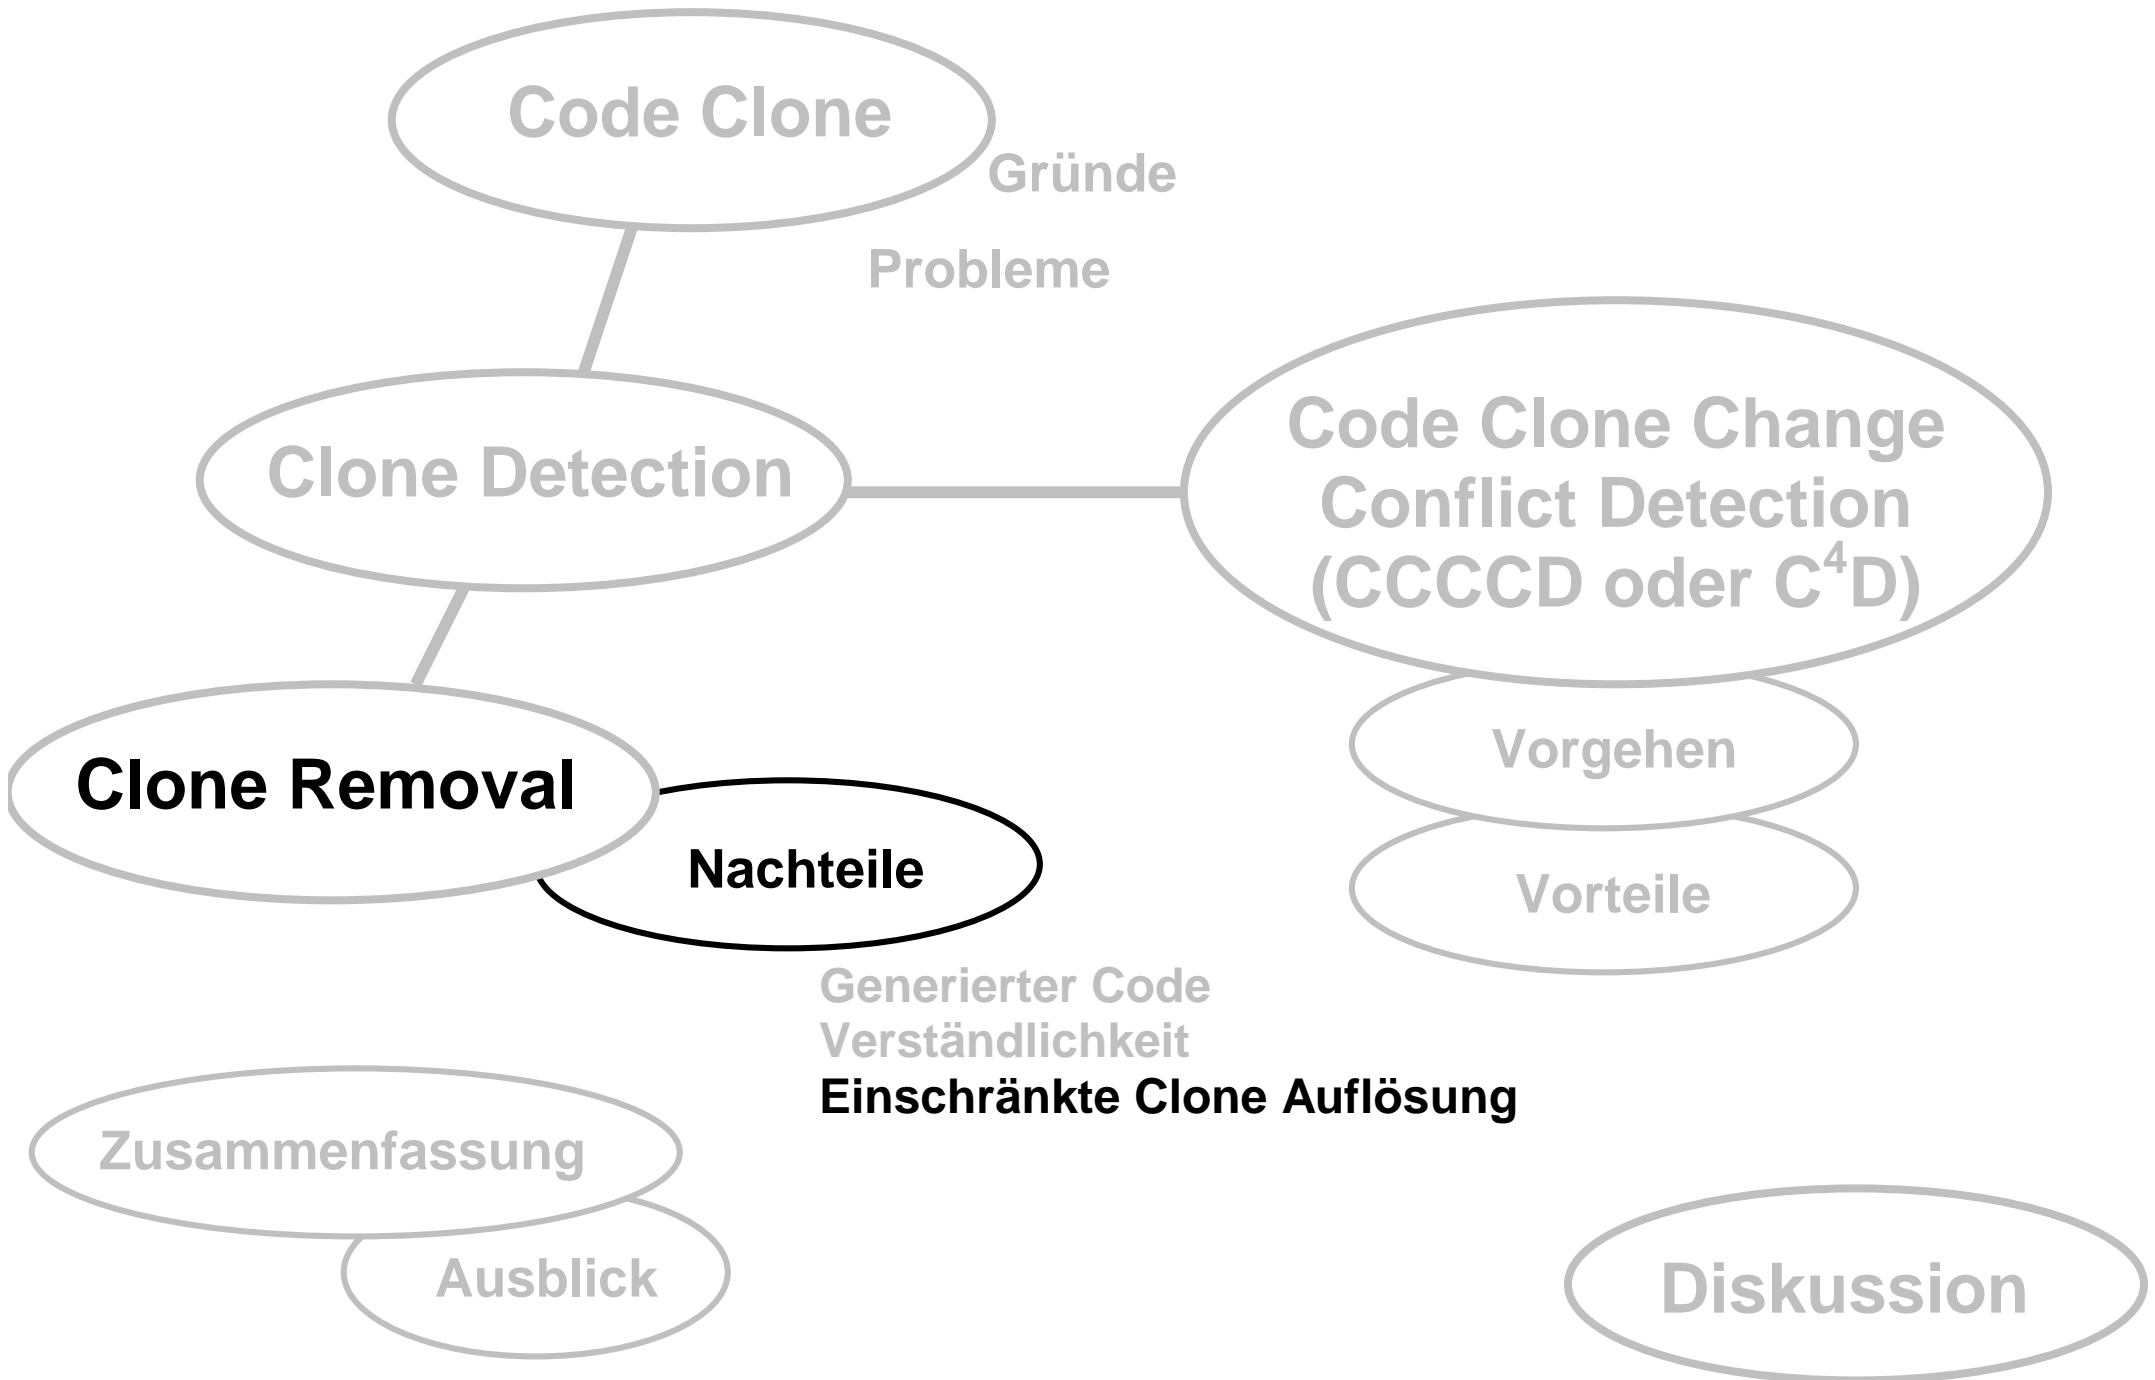 Code Clone
Gründe
Probleme
Clone Detection
Code Clone Change
Conflict Detection
(CCCCD oder C⁴D)
Vorgehen
Vorteile
Clone Removal
Nachteile
Generierter Code
Verständlichkeit
Einschränkte Clone Auflösung
Zusammenfassung
Ausblick
Diskussion